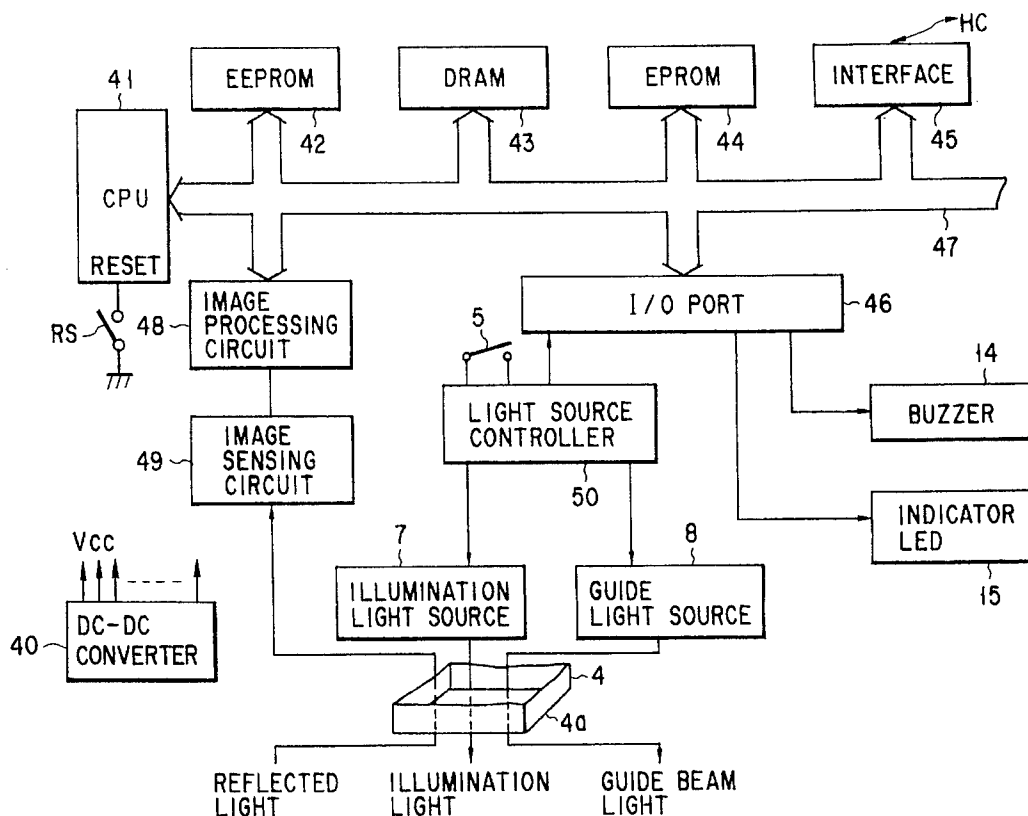 HC
41
EEPROM
DRAM
EPROM
INTERFACE
42
43
44
45
CPU
47
RESET
RS
48
IMAGE
PROCESSING
CIRCUIT
I/O PORT
46
5
14
49
IMAGE
SENSING
CIRCUIT
LIGHT SOURCE
CONTROLLER
BUZZER
50
Vcc
7
8
INDICATOR
LED
15
40
DC-DC
CONVERTER
ILLUMINATION
LIGHT SOURCE
GUIDE
LIGHT SOURCE
4
4a
REFLECTED
LIGHT
ILLUMINATION
LIGHT
GUIDE BEAM
LIGHT